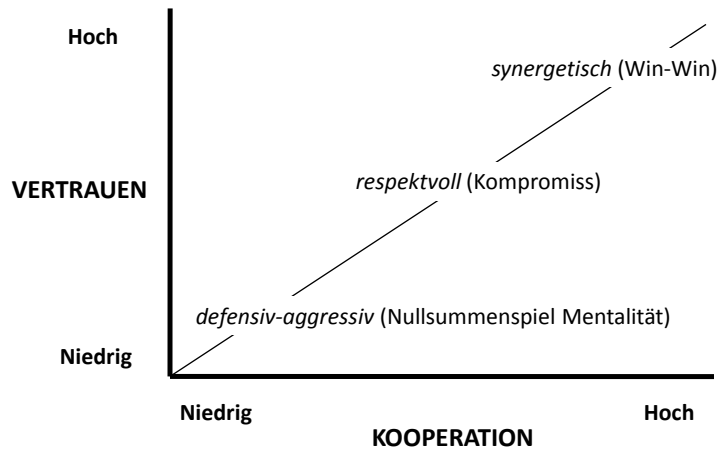 Hoch
synergetisch (Win-Win)
respektvoll (Kompromiss)
VERTRAUEN
defensiv-aggressiv (Nullsummenspiel Mentalität)
Niedrig
Niedrig
Hoch
KOOPERATION